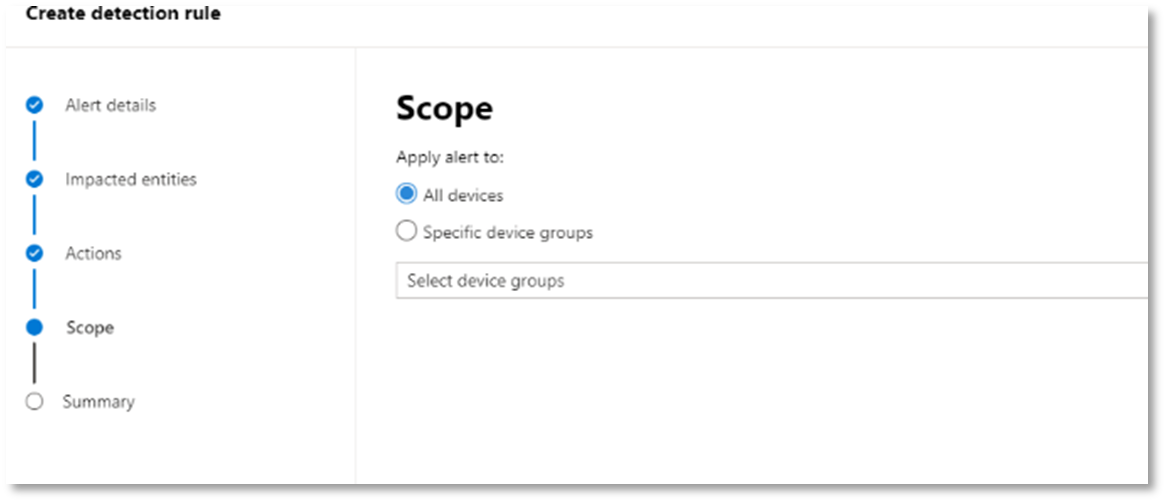 Create detection rule
Alert details
Impacted entities
Actions
Scope
Summary
Scope
Apply alert to:
All devices
Specific device groups
Select device groups